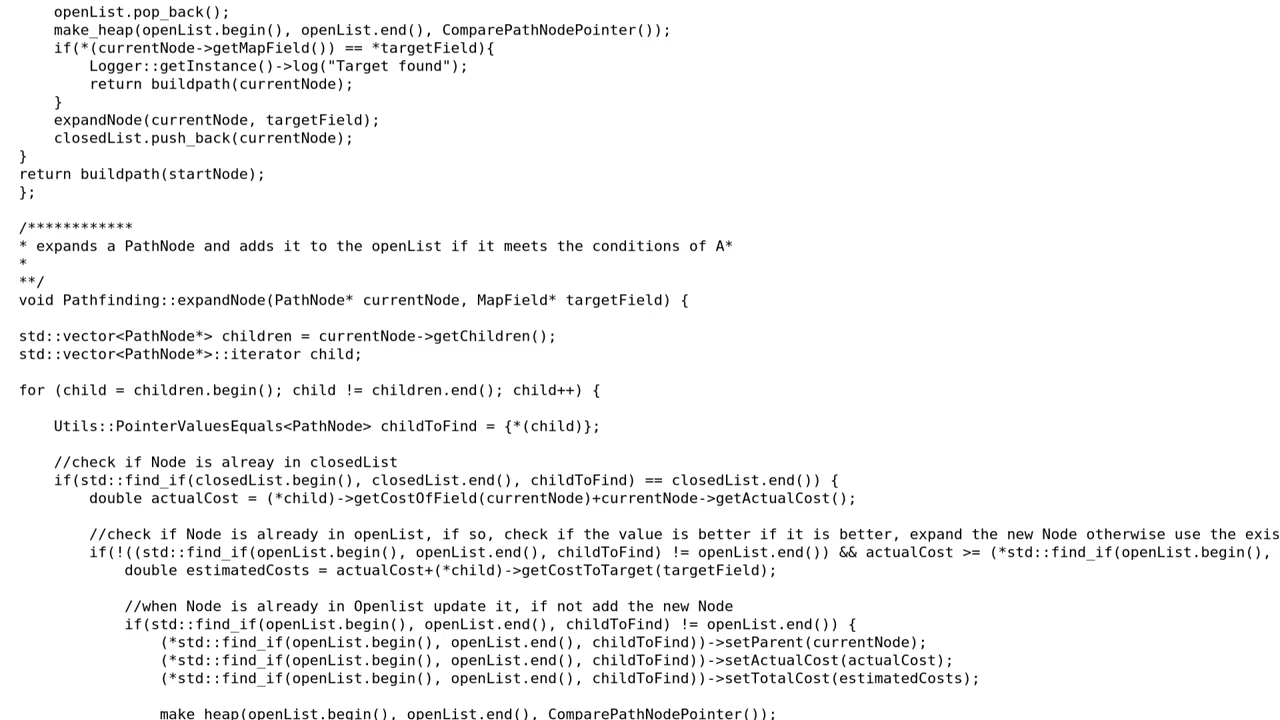 openList.pop_back();
make_heap(openList.begin(), openList.end(), ComparePathNodePointer());
if(*(currentNode->getMapField()) == *targetField){
Logger::getInstance()->log("Target found");
return buildpath(currentNode);
}
expandNode(currentNode, targetField);
closedList.push_back(currentNode);
}
return buildpath(startNode);
};
/************
* expands a PathNode and adds it to the openList if it meets the conditions of A*
*
**/
void Pathfinding::expandNode(PathNode* currentNode, MapField* targetField) {
std::vector<PathNode*> children = currentNode->getChildren();
std::vector<PathNode*>::iterator child;
for (child = children.begin(); child != children.end(); child++) {
Utils::PointerValuesEquals<PathNode> childToFind = {*(child)};
//check if Node is alreay in closedList
if(std::find_if(closedList.begin(), closedList.end(), childToFind) == closedList.end()) {
double actualCost = (*child)->getCostOfField(currentNode)+currentNode->getActualCost();
//check if Node is already in openList, if so, check if the value is better if it is better, expand the new Node otherwise use the exis
if(!((std::find_if(openList.begin(), openList.end(), childToFind) != openList.end()) && actualCost >= (*std::find_if(openList.begin(),
double estimatedCosts = actualCost+(*child)->getCostToTarget(targetField);
//when Node is already in Openlist update it, if not add the new Node
if(std::find_if(openList.begin(), openList.end(), childToFind) != openList.end()) {
(*std::find_if(openList.begin(), openList.end(), childToFind))->setParent(currentNode);
(*std::find_if(openList.begin(), openList.end(), childToFind))->setActualCost(actualCost);
(*std::find_if(openList.begin(), openList.end(), childToFind))->setTotalCost(estimatedCosts);
make_heap(openList.begin(), openList.end(), ComparePathNodePointer());